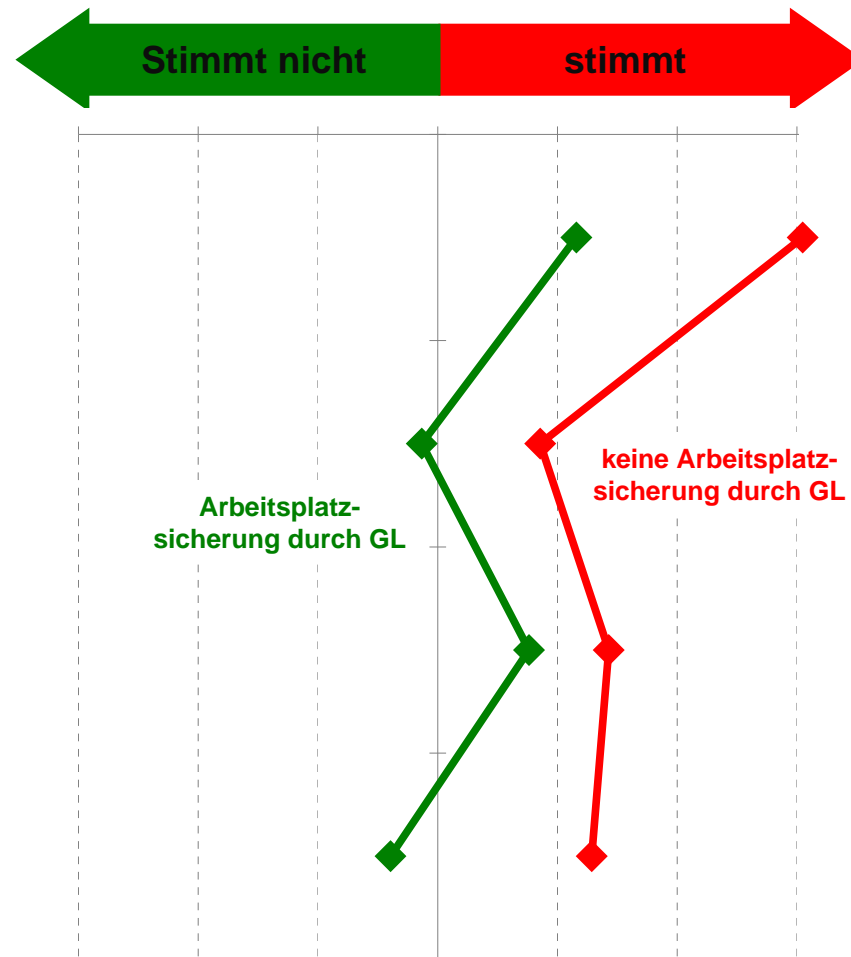 Stimmt nicht stimmt
keine Arbeitsplatz-
sicherung durch GL
Arbeitsplatz-
sicherung durch GL